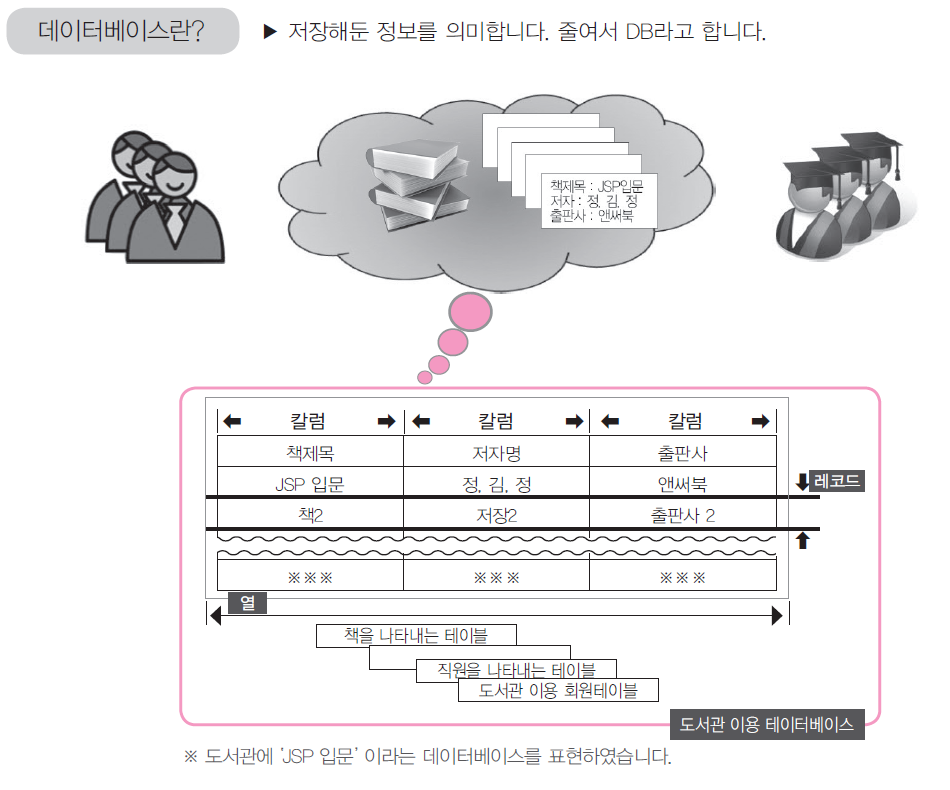 데이터베이스란?
▶ 저장해둔 정보를 의미합니다. 줄여서 DB라고 합니다.
책제목 : JSP입문
저자 : 정, 김, 정
출판사 : 앤써북
칼럼 칼럼 칼럼
책제목 저자명 출판사
JSP 입문 정, 김, 정 앤써북
레코드
책2 저장2 출판사 2
※※※ ※※※ ※※※
열
책을 나타내는 테이블
직원을 나타내는 테이블
도서관 이용 회원테이블
도서관 이용 테이터베이스
※ 도서관에 ‘JSP 입문’ 이라는 데이터베이스를 표현하였습니다.